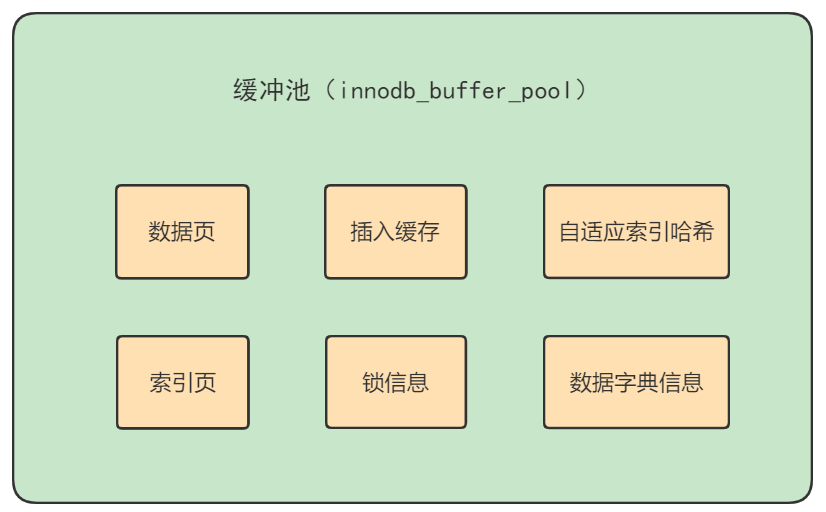 缓冲池（innodb_buffer_pool）
数据页
插入缓存
自适应索引哈希
索引页
锁信息
数据字典信息